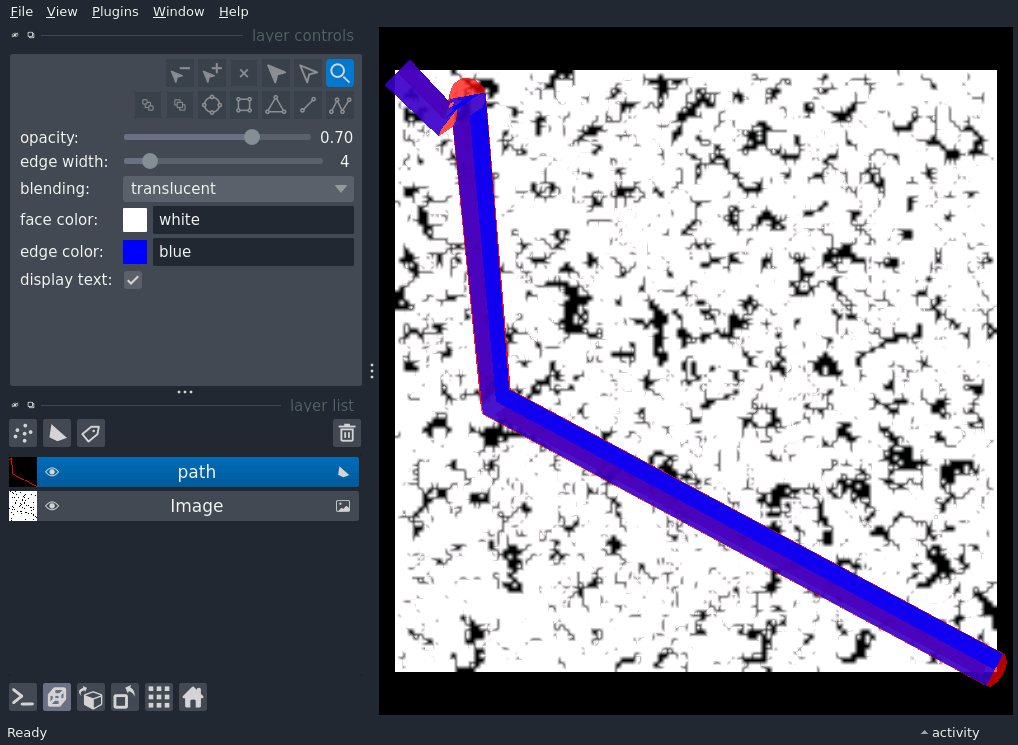 File View Plugins Window Help
layer controls
opacity: 0.70
edge width: 4
blending: translucent
face color: white
edge color: blue
display text:
layer list
path
Image
Ready
activity